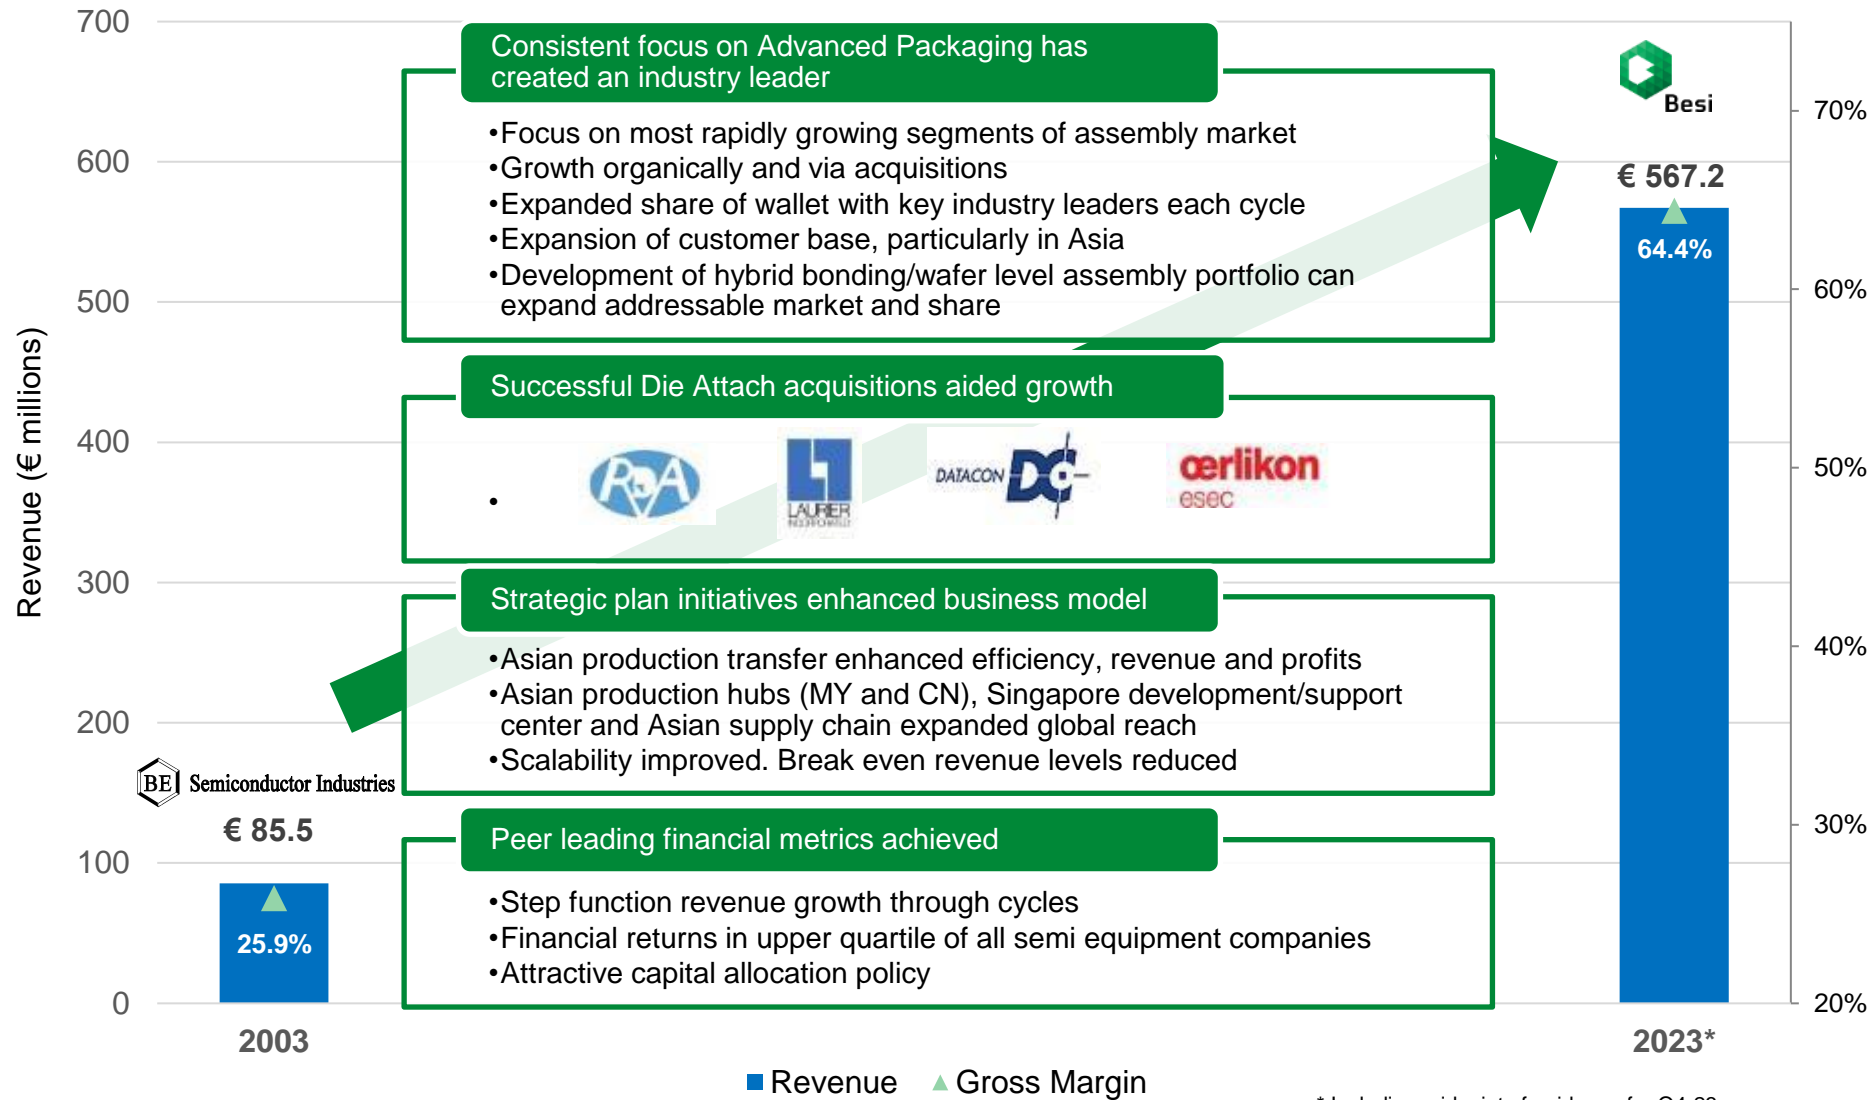 700
600
500
400
300
200
100
0
Revenue (€ millions)
Consistent focus on Advanced Packaging has
created an industry leader
•Focus on most rapidly growing segments of assembly market
•Growth organically and via acquisitions
•Expanded share of wallet with key industry leaders each cycle
•Expansion of customer base, particularly in Asia
•Development of hybrid bonding/wafer level assembly portfolio can
expand addressable market and share
Successful Die Attach acquisitions aided growth
•
RDA
LAURIER
INCORPORATED
DATACON DC
œrlikon
esec
Strategic plan initiatives enhanced business model
•Asian production transfer enhanced efficiency, revenue and profits
•Asian production hubs (MY and CN), Singapore development/support
center and Asian supply chain expanded global reach
•Scalability improved. Break even revenue levels reduced
Peer leading financial metrics achieved
•Step function revenue growth through cycles
•Financial returns in upper quartile of all semi equipment companies
•Attractive capital allocation policy
BE Semiconductor Industries
€ 85.5
25.9%
2003
Besi
€ 567.2
64.4%
2023*
70%
60%
50%
40%
30%
20%
Revenue
Gross Margin